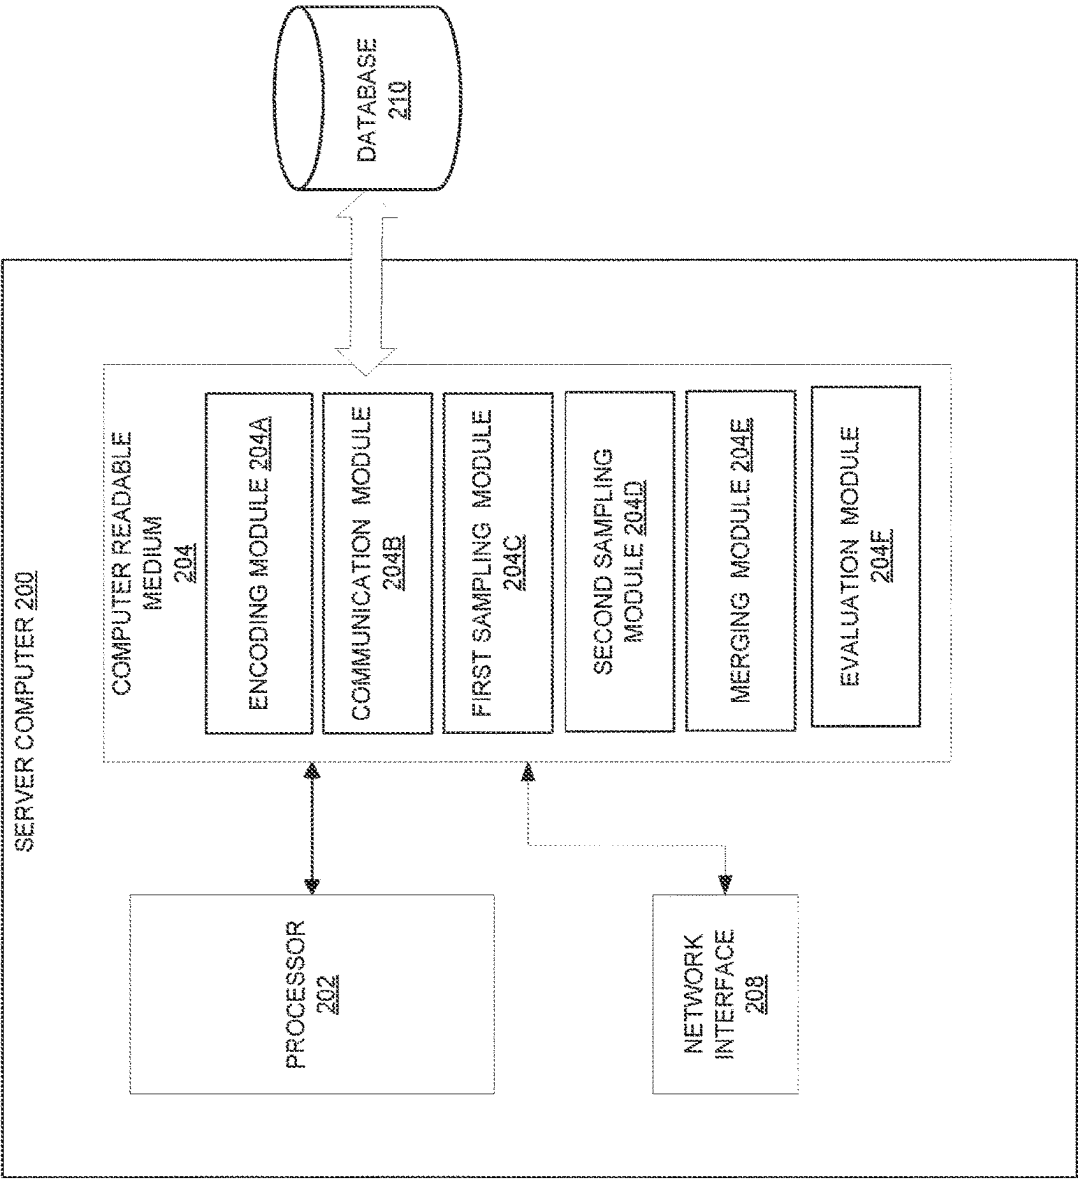 SERVER COMPUTER 200
PROCESSOR
202
NETWORK
INTERFACE
208
COMPUTER READABLE
MEDIUM
204
ENCODING MODULE 204A
COMMUNICATION MODULE
204B
FIRST SAMPLING MODULE
204C
SECOND SAMPLING
MODULE 204D
MERGING MODULE 204E
EVALUATION MODULE
204F
DATABASE
210